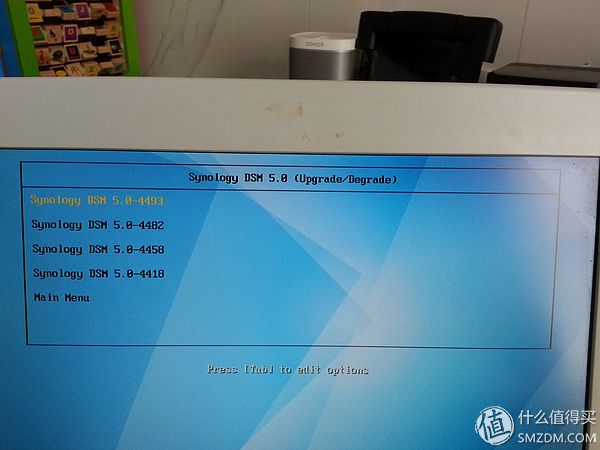 SONOS
Synology DSM 5.0 (Upgrade/Degrade)
Synology DSM 5.0-4493
Synology DSM 5.0-4482
Synology DSM 5.0-4458
Synology DSM 5.0-4418
Main Menu
Press [Tab] to edit options
值 什么值得买
SMZDM.COM